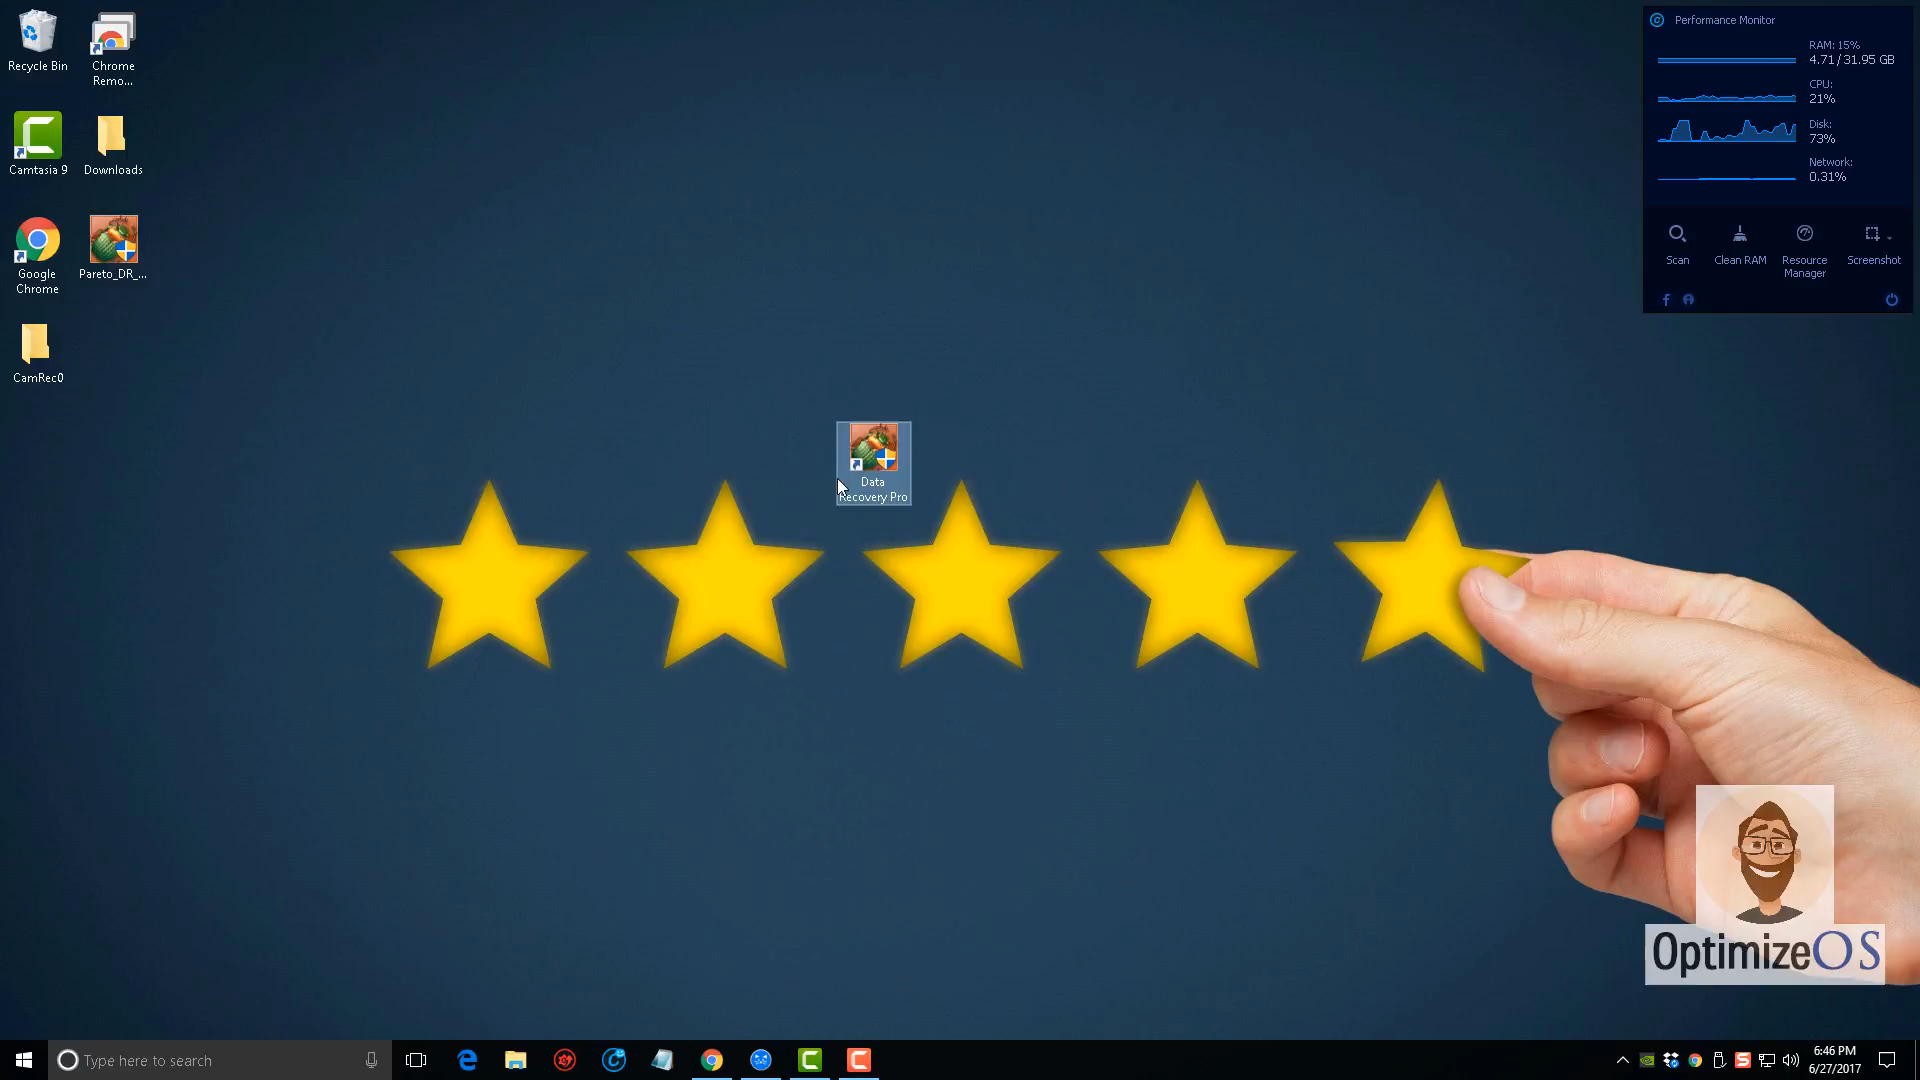 Recycle Bin
Chrome
Remo...
Camtasia 9
Downloads
Google
Chrome
Pareto_DR_...
CamRec0
Data
Recovery Pro
Performance Monitor
RAM: 15%
4.71/31.95 GB
CPU:
21%
Disk:
73%
Network:
0.31%
Scan
Clean RAM
Resource
Manager
Screenshot
OptimizeOS
Type here to search
6:46 PM
6/27/2017